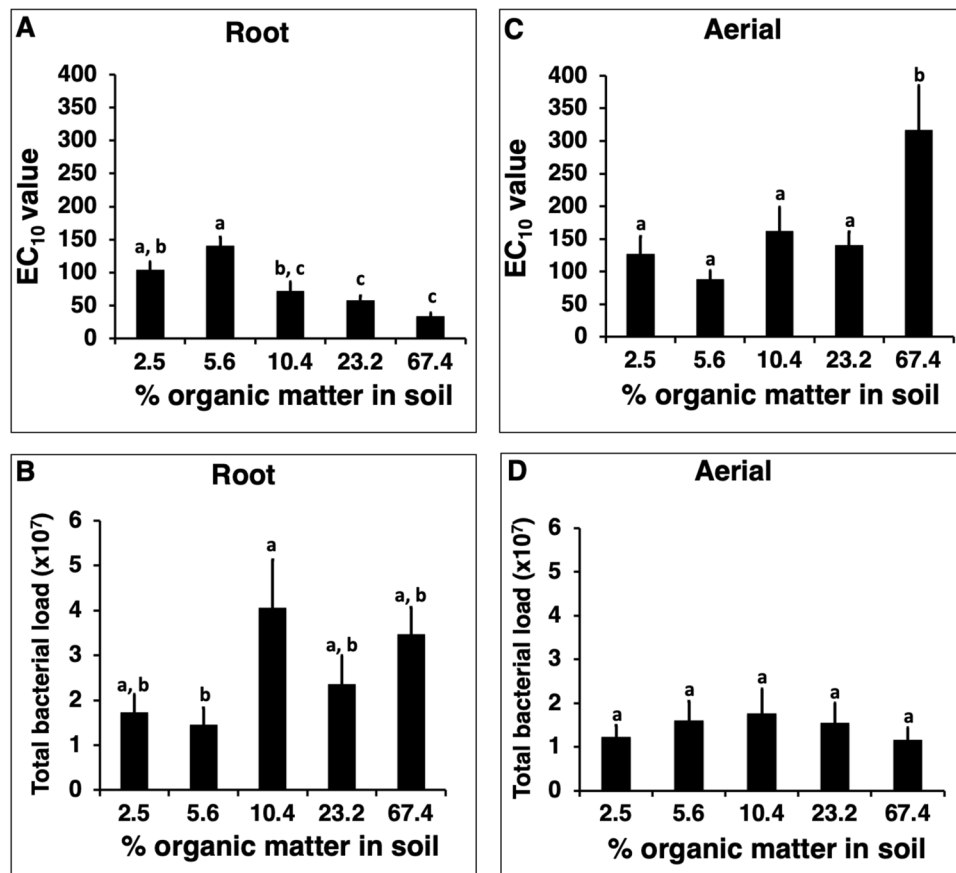 A
Root
400
350
300
250
200
150
100
50
0
EC10 value
a, b
a
b, c
c
c
2.5 5.6 10.4 23.2 67.4
% organic matter in soil
C
Aerial
400
350
300
250
200
150
100
50
0
EC10 value
a
a
a
a
b
2.5 5.6 10.4 23.2 67.4
% organic matter in soil
B
Root
6
5
4
3
2
1
0
Total bacterial load (x10⁷)
a, b
b
a
a, b
a, b
2.5 5.6 10.4 23.2 67.4
% organic matter in soil
D
Aerial
6
5
4
3
2
1
0
Total bacterial load (x10⁷)
a
a
a
a
a
2.5 5.6 10.4 23.2 67.4
% organic matter in soil